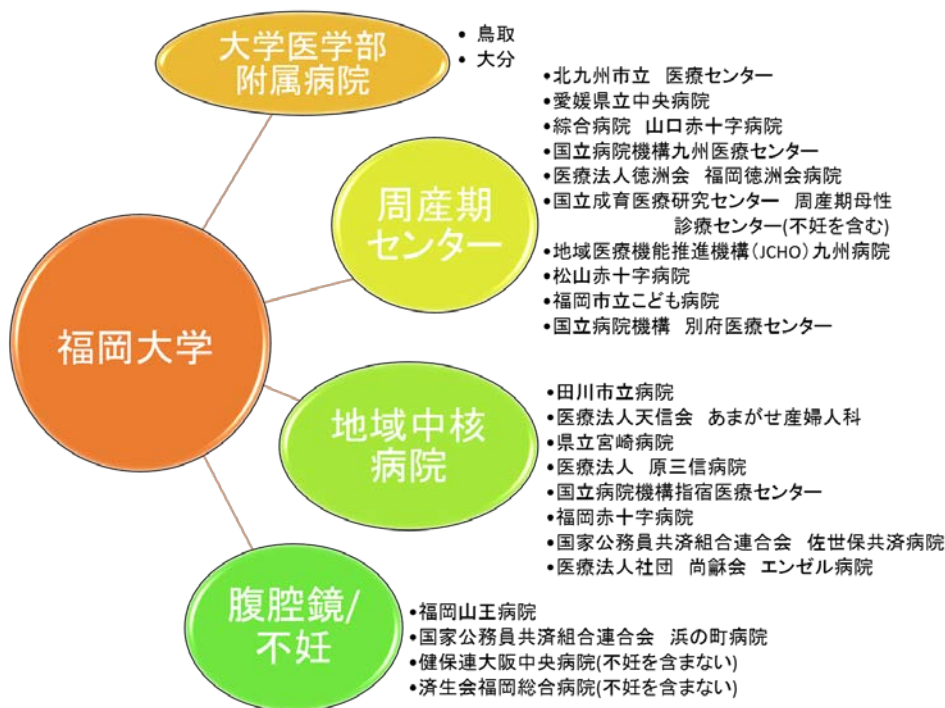 大学医学部
附属病院
• 鳥取
• 大分
周産期
センター
•北九州市立 医療センター
•愛媛県立中央病院
•綜合病院 山口赤十字病院
•国立病院機構九州医療センター
•医療法人徳洲会 福岡徳洲会病院
•国立成育医療研究センター 周産期母性
診療センター(不妊を含む)
•地域医療機能推進機構(JCHO)九州病院
•松山赤十字病院
•福岡市立こども病院
•国立病院機構 別府医療センター
福岡大学
地域中核
病院
•田川市立病院
•医療法人天信会 あまがせ産婦人科
•県立宮崎病院
•医療法人 原三信病院
•国立病院機構指宿医療センター
•福岡赤十字病院
•国家公務員共済組合連合会 佐世保共済病院
•医療法人社団 尚龢会 エンゼル病院
腹腔鏡/
不妊
•福岡山王病院
•国家公務員共済組合連合会 浜の町病院
•健保連大阪中央病院(不妊を含まない)
•済生会福岡総合病院(不妊を含まない)